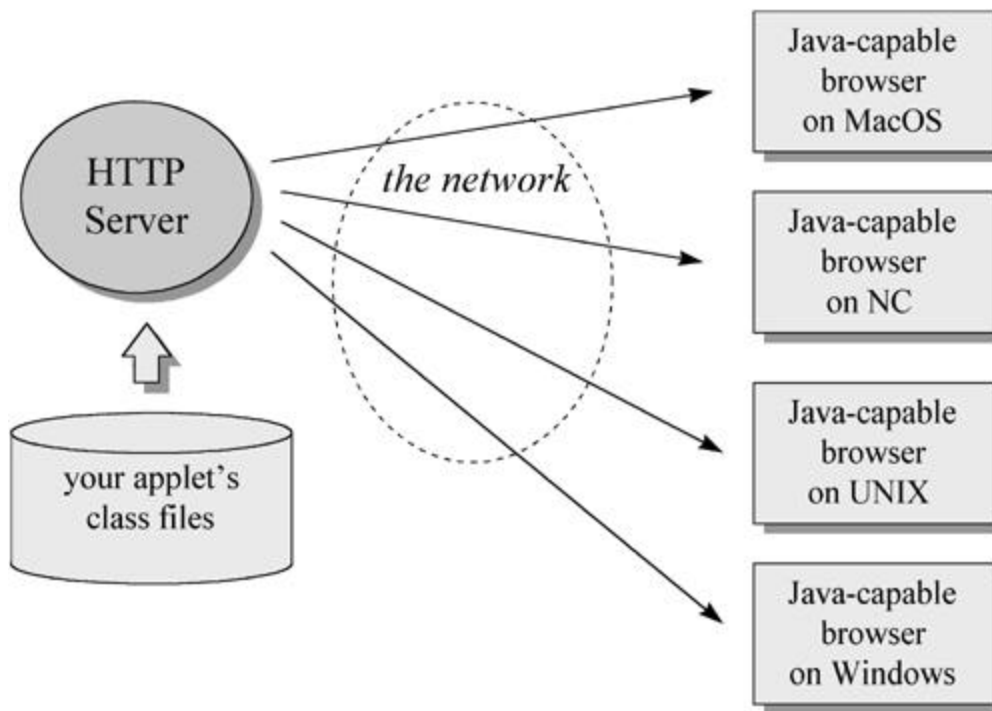 HTTP
Server
your applet's
class files
the network
Java-capable
browser
on MacOS
Java-capable
browser
on NC
Java-capable
browser
on UNIX
Java-capable
browser
on Windows